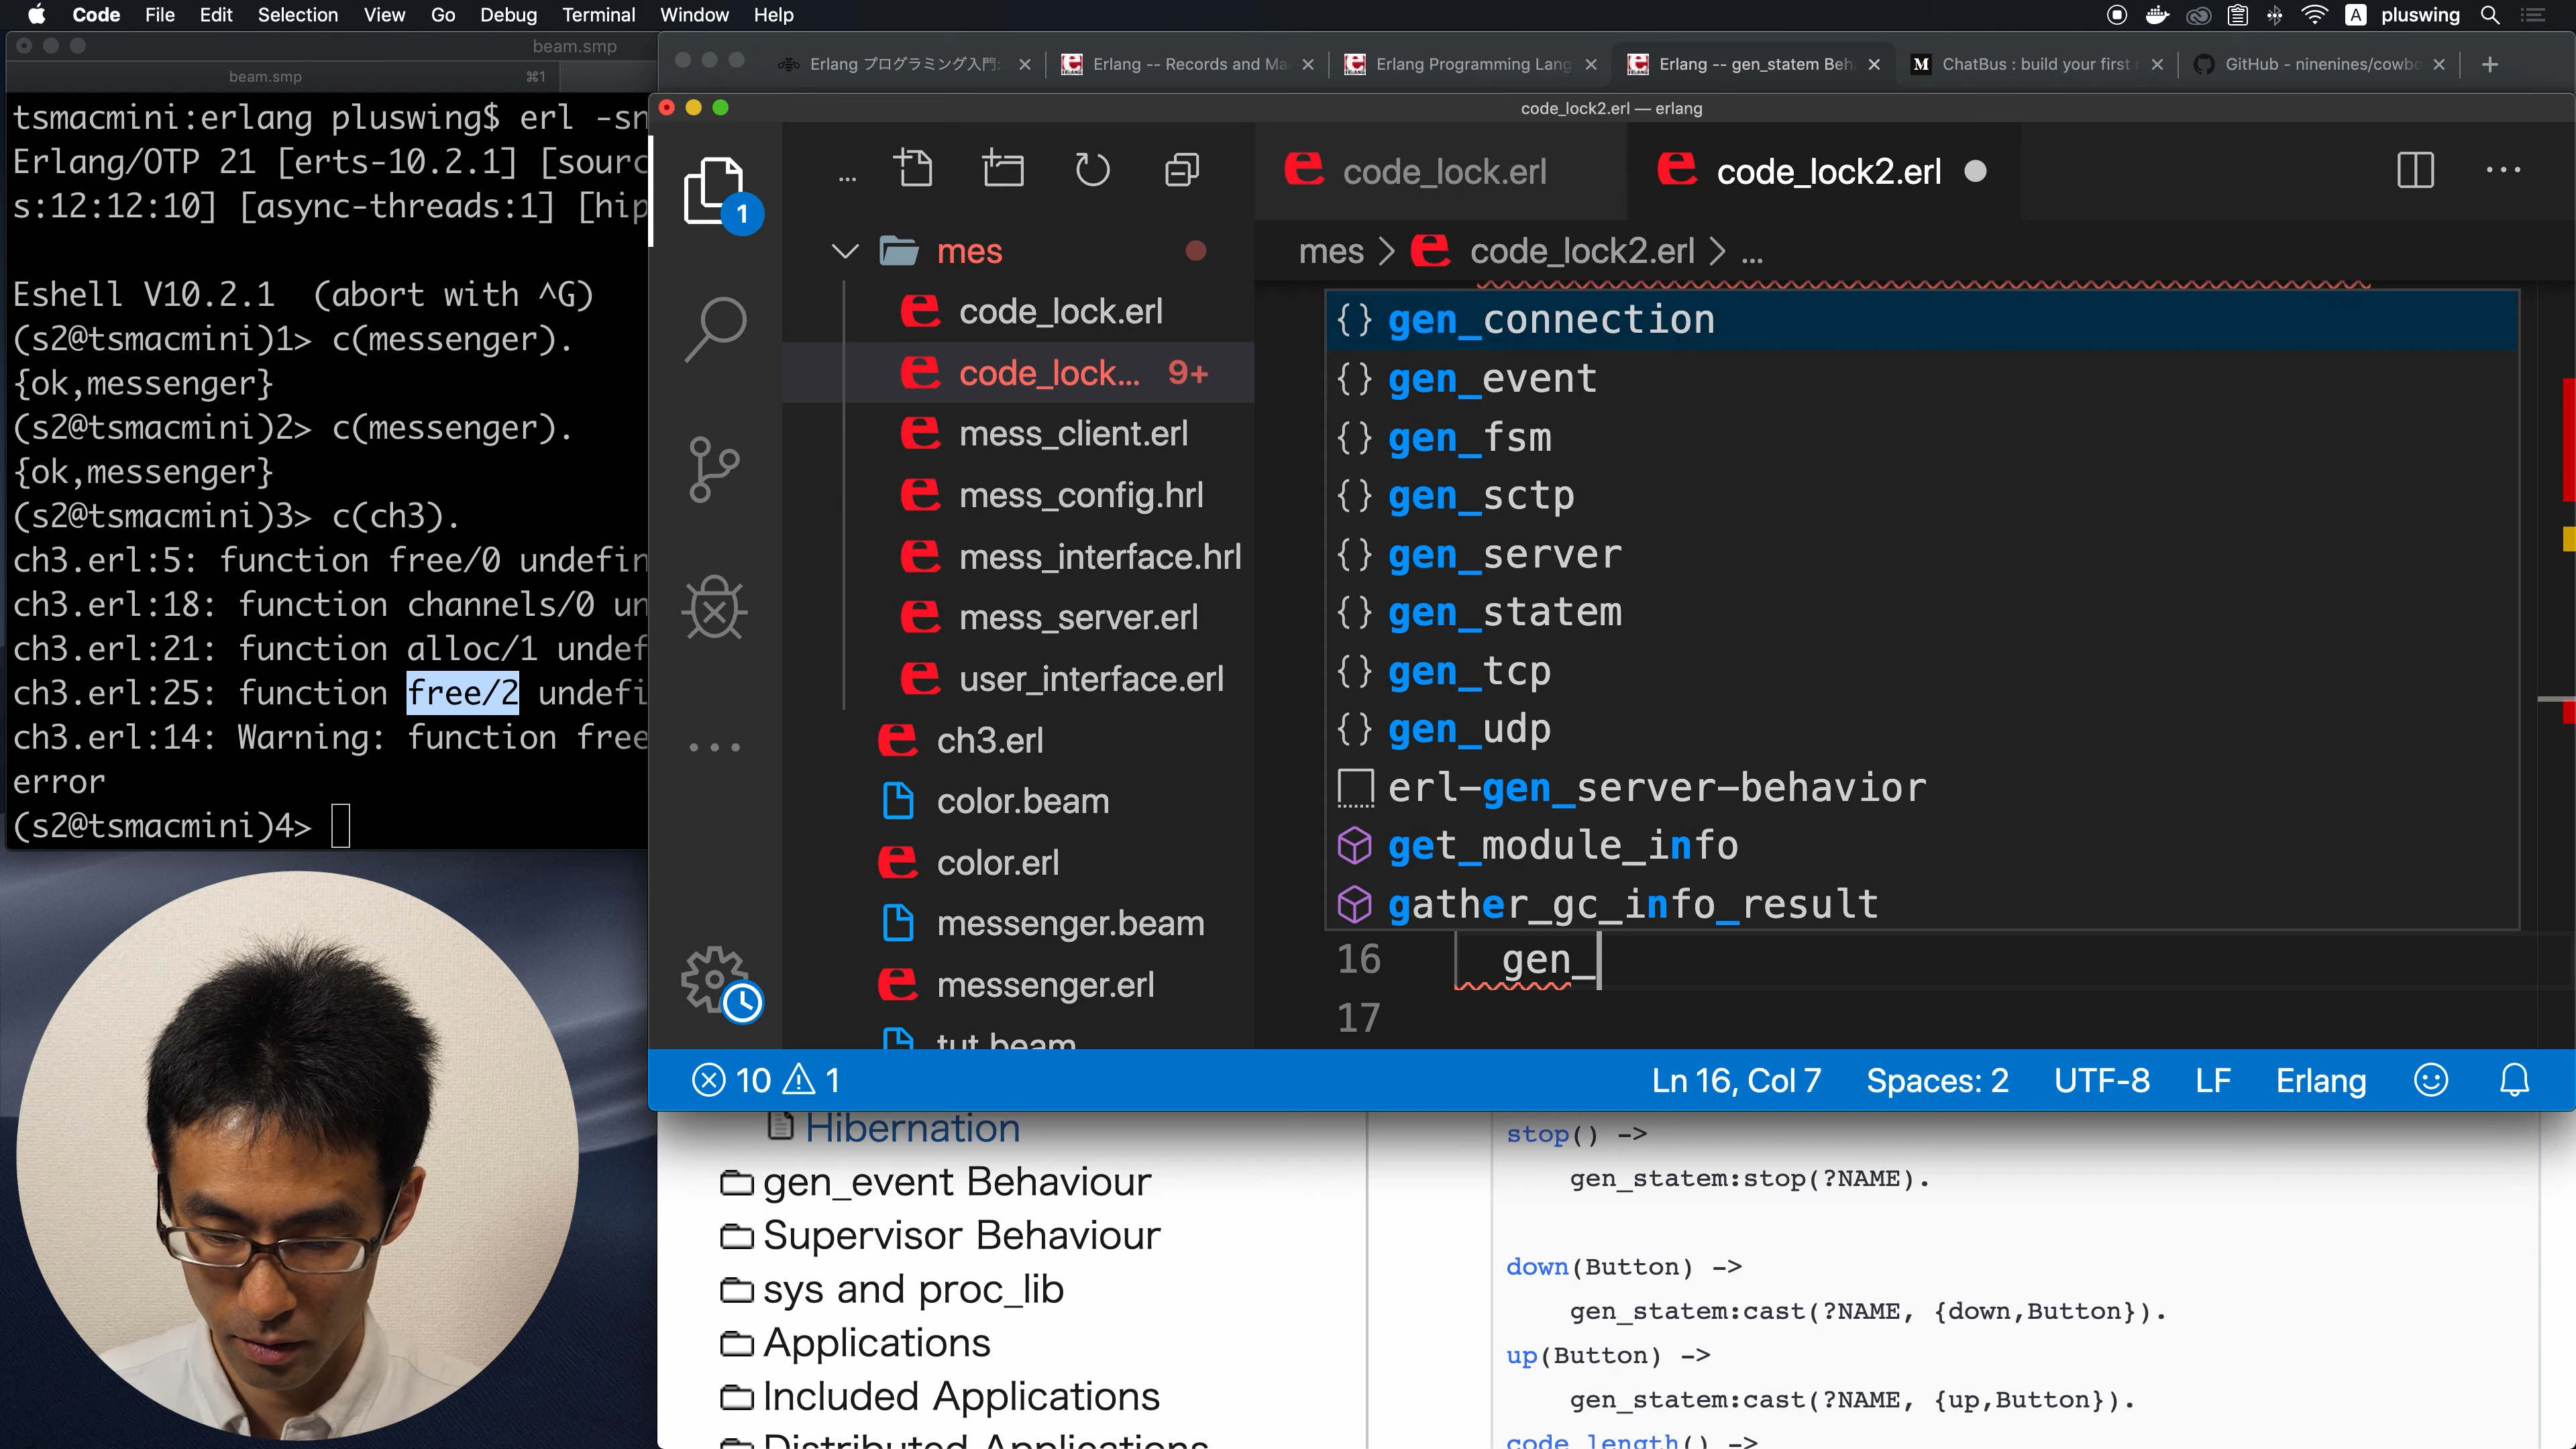 Code File Edit Selection View Go Debug Terminal Window Help
A pluswing
beam.smp
beam.smp ⌘1
tsmacmini:erlang pluswing$ erl -sn
Erlang/OTP 21 [erts-10.2.1] [sourc
s:12:12:10] [async-threads:1] [hip
Eshell V10.2.1 (abort with ^G)
(s2@tsmacmini)1> c(messenger).
{ok,messenger}
(s2@tsmacmini)2> c(messenger).
{ok,messenger}
(s2@tsmacmini)3> c(ch3).
ch3.erl:5: function free/0 undefin
ch3.erl:18: function channels/0 un
ch3.erl:21: function alloc/1 undef
ch3.erl:25: function free/2 undefi
ch3.erl:14: Warning: function free
error
(s2@tsmacmini)4>
Erlang プログラミング入門:
Erlang -- Records and Ma
Erlang Programming Lang
Erlang -- gen_statem Beh
M ChatBus : build your first
GitHub - ninenines/cowbo
code_lock2.erl — erlang
1
...
mes
code_lock.erl
code_lock... 9+
mess_client.erl
mess_config.hrl
mess_interface.hrl
mess_server.erl
user_interface.erl
ch3.erl
color.beam
color.erl
messenger.beam
messenger.erl
tut.beam
code_lock.erl
code_lock2.erl
mes > code_lock2.erl > ...
{} gen_connection
{} gen_event
{} gen_fsm
{} gen_sctp
{} gen_server
{} gen_statem
{} gen_tcp
{} gen_udp
erl-gen_server-behavior
get_module_info
gather_gc_info_result
16 gen_
17
10 1
Ln 16, Col 7 Spaces: 2 UTF-8 LF Erlang
Hibernation
gen_event Behaviour
Supervisor Behaviour
sys and proc_lib
Applications
Included Applications
Distributed Applications
stop() ->
gen_statem:stop(?NAME).
down(Button) ->
gen_statem:cast(?NAME, {down,Button}).
up(Button) ->
gen_statem:cast(?NAME, {up,Button}).
code_length() ->